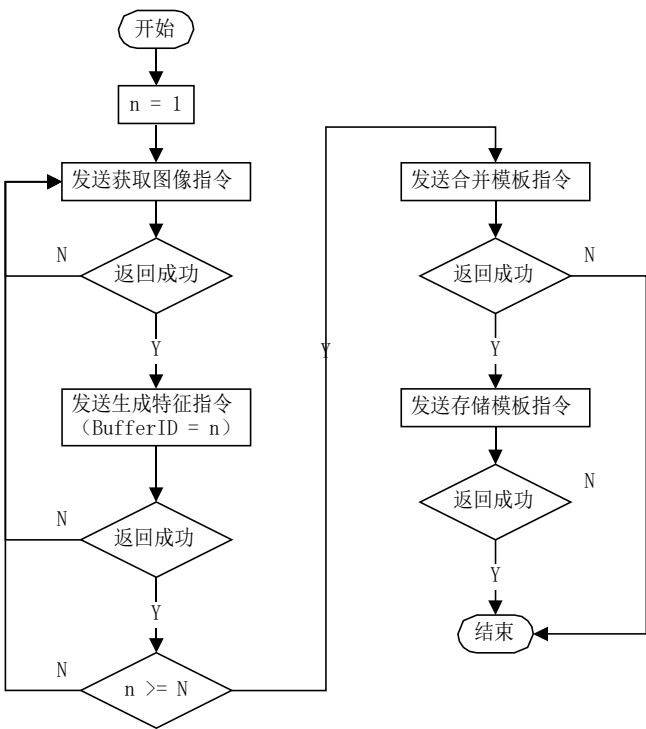 开始
n = 1
发送获取图像指令
N
返回成功
Y
发送生成特征指令
（BufferID = n）
N
返回成功
Y
N
n >= N
Y
发送合并模板指令
返回成功
N
Y
发送存储模板指令
返回成功
N
Y
结束